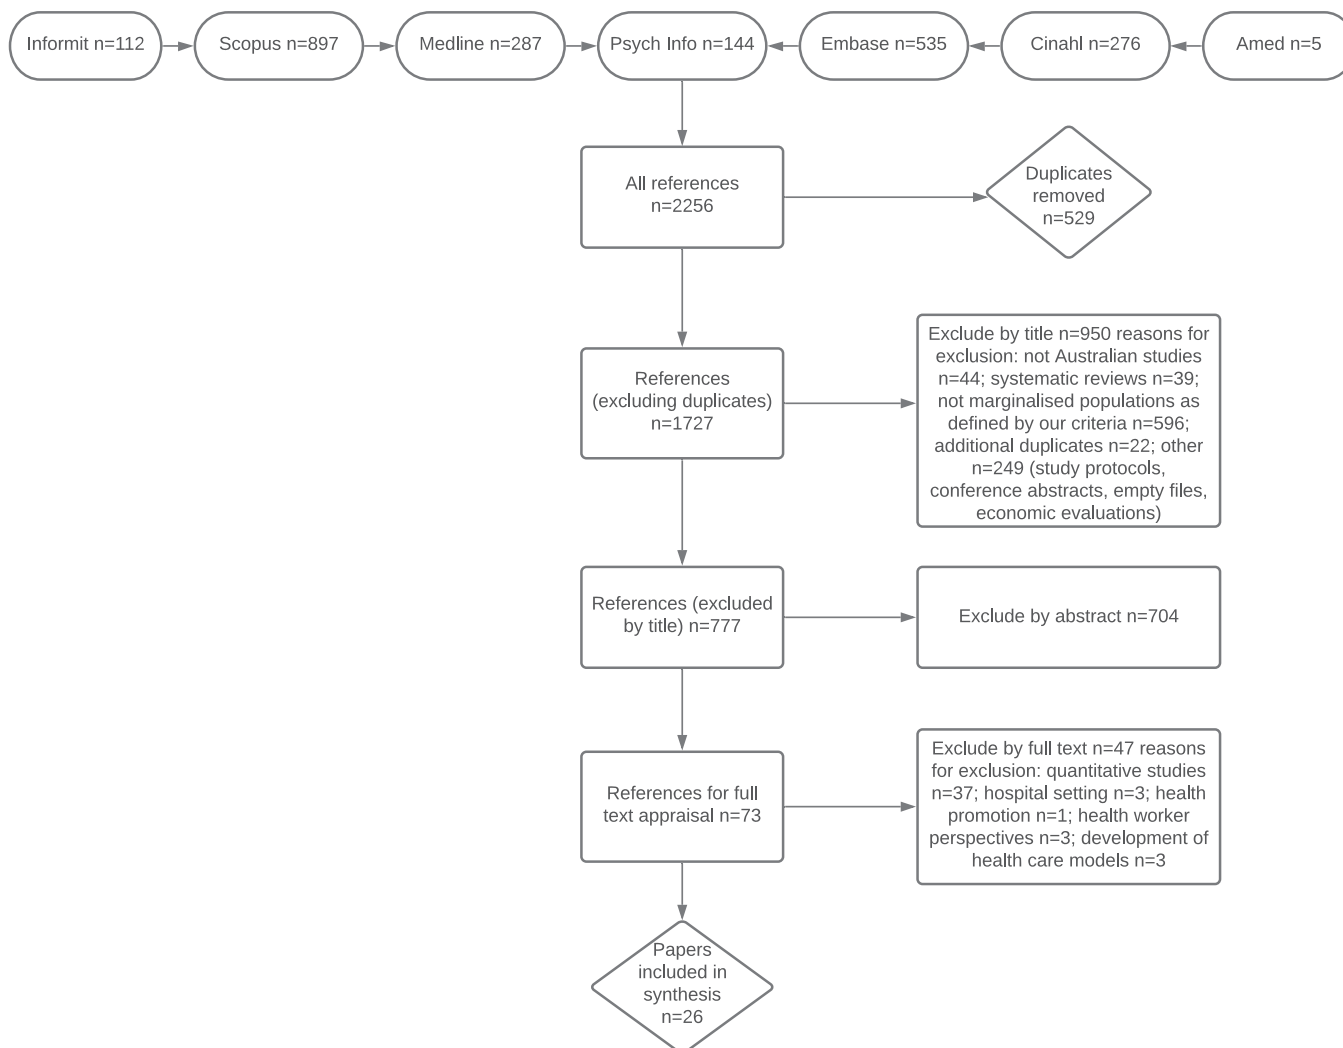 Informit n=112
Scopus n=897
Medline n=287
Psych Info n=144
Embase n=535
Cinahl n=276
Amed n=5
All references
n=2256
Duplicates
removed
n=529
References
(excluding duplicates)
n=1727
Exclude by title n=950 reasons for
exclusion: not Australian studies
n=44; systematic reviews n=39;
not marginalised populations as
defined by our criteria n=596;
additional duplicates n=22; other
n=249 (study protocols,
conference abstracts, empty files,
economic evaluations)
References (excluded
by title) n=777
Exclude by abstract n=704
References for full
text appraisal n=73
Exclude by full text n=47 reasons
for exclusion: quantitative studies
n=37; hospital setting n=3; health
promotion n=1; health worker
perspectives n=3; development of
health care models n=3
Papers
included in
synthesis
n=26